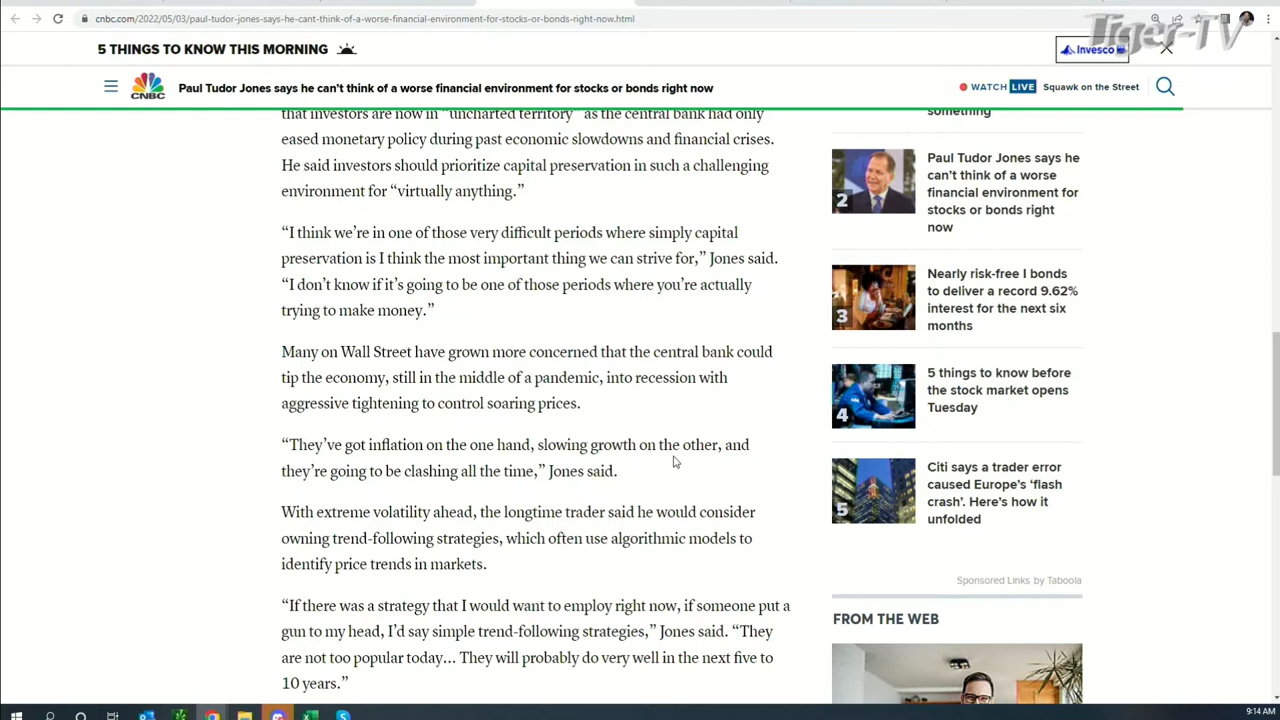 cnbc.com/2022/05/03/paul-tudor-jones-says-he-cant-think-of-a-worse-financial-environment-for-stocks-or-bonds-right-now.html
Tiger-TV
5 THINGS TO KNOW THIS MORNING
Invesco
CNBC
Paul Tudor Jones says he can’t think of a worse financial environment for stocks or bonds right now
WATCH LIVE
Squawk on the Street
that investors are now in “uncharted territory” as the central bank had only
eased monetary policy during past economic slowdowns and financial crises.
He said investors should prioritize capital preservation in such a challenging
environment for “virtually anything.”
“I think we’re in one of those very difficult periods where simply capital
preservation is I think the most important thing we can strive for,” Jones said.
“I don’t know if it’s going to be one of those periods where you’re actually
trying to make money.”
Many on Wall Street have grown more concerned that the central bank could
tip the economy, still in the middle of a pandemic, into recession with
aggressive tightening to control soaring prices.
“They’ve got inflation on the one hand, slowing growth on the other, and
they’re going to be clashing all the time,” Jones said.
With extreme volatility ahead, the longtime trader said he would consider
owning trend-following strategies, which often use algorithmic models to
identify price trends in markets.
“If there was a strategy that I would want to employ right now, if someone put a
gun to my head, I’d say simple trend-following strategies,” Jones said. “They
are not too popular today... They will probably do very well in the next five to
10 years.”
something
2
Paul Tudor Jones says he
can’t think of a worse
financial environment for
stocks or bonds right
now
3
Nearly risk-free I bonds
to deliver a record 9.62%
interest for the next six
months
4
5 things to know before
the stock market opens
Tuesday
5
Citi says a trader error
caused Europe’s ‘flash
crash’. Here’s how it
unfolded
Sponsored Links by Taboola
FROM THE WEB
9:14 AM